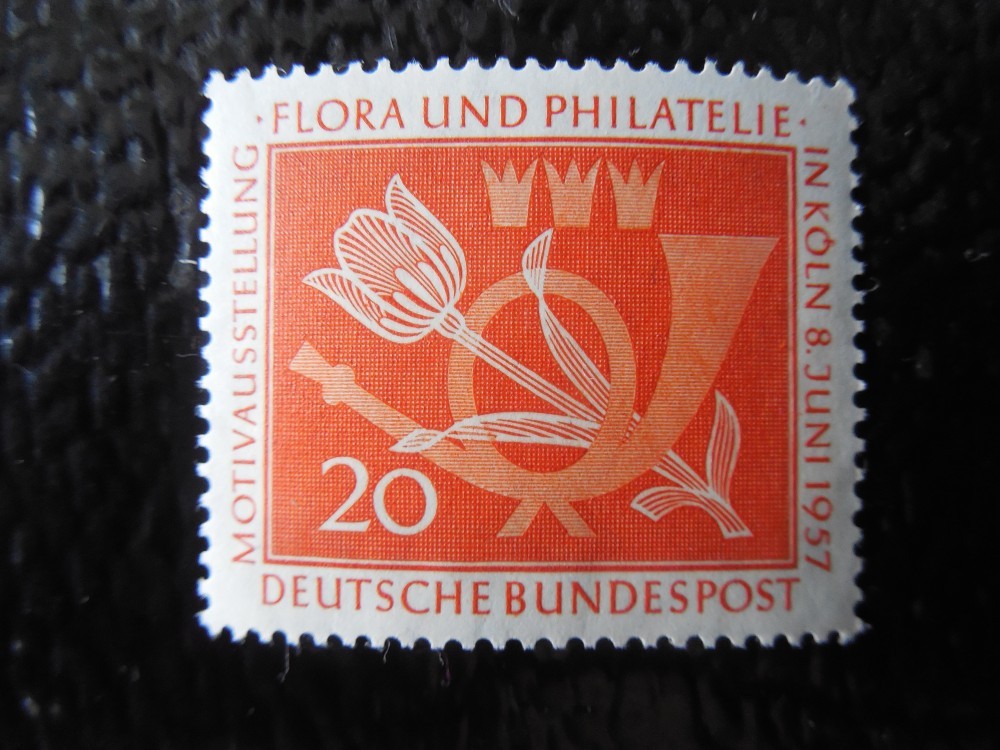 MOTIVAUSSTELLUNG
· FLORA UND PHILATELIE ·
IN KÖLN 8. JUNI 1957
20
DEUTSCHE BUNDESPOST